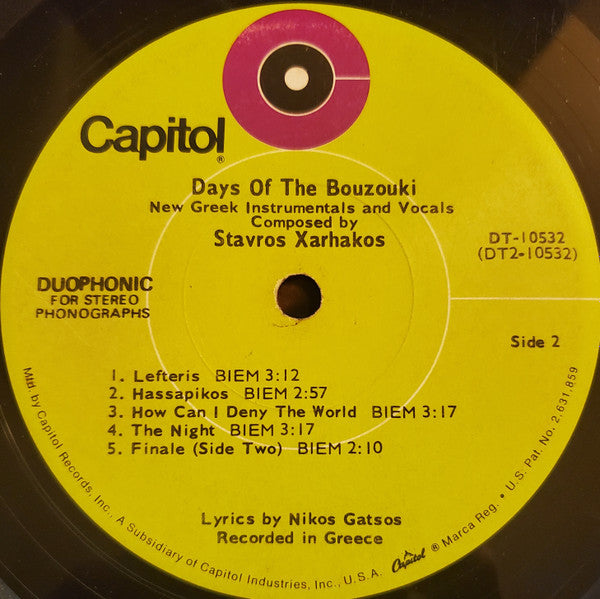 Capitol®
Days Of The Bouzouki
New Greek Instrumentals and Vocals
Composed by
Stavros Xarhakos
DT-10532
(DT2-10532)
DUOPHONIC
FOR STEREO
PHONOGRAPHS
Side 2
1. Lefteris BIEM 3:12
2. Hassapikos BIEM 2:57
3. How Can I Deny The World BIEM 3:17
4. The Night BIEM 3:17
5. Finale (Side Two) BIEM 2:10
Lyrics by Nikos Gatsos
Recorded in Greece
Mfd. by Capitol Records, Inc., A Subsidiary of Capitol Industries, Inc., U.S.A. Capitol ® Marca Reg. • U.S. Pat. No. 2,631,859